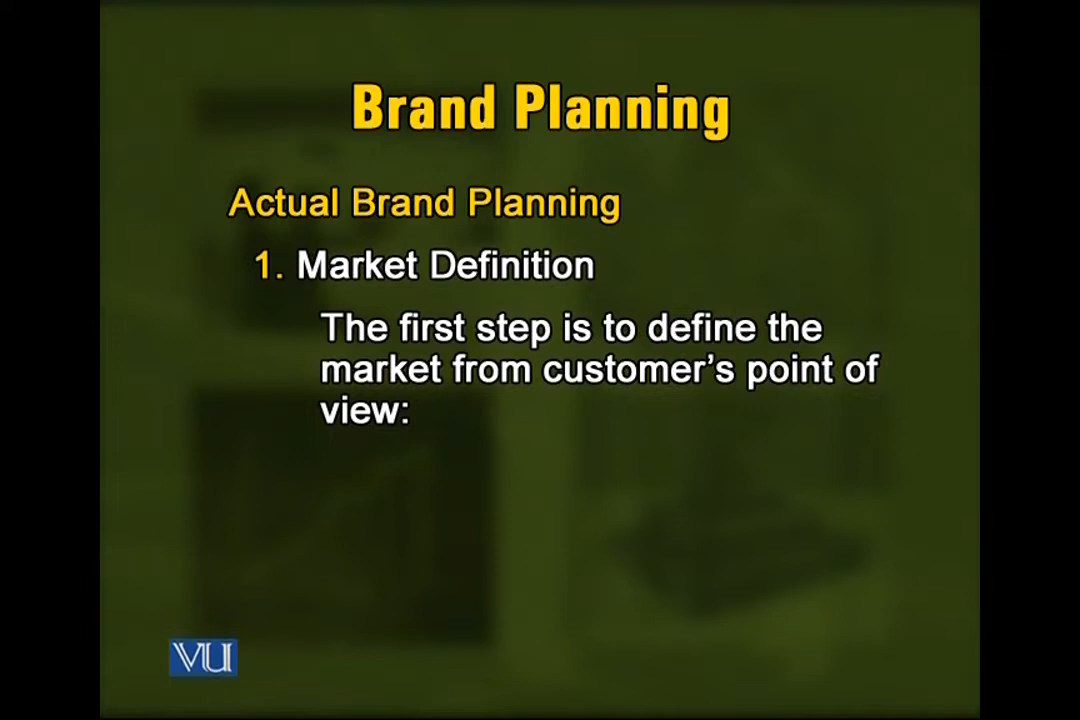 Brand Planning
Actual Brand Planning
1. Market Definition
The first step is to define the
market from customer’s point of
view:
VU